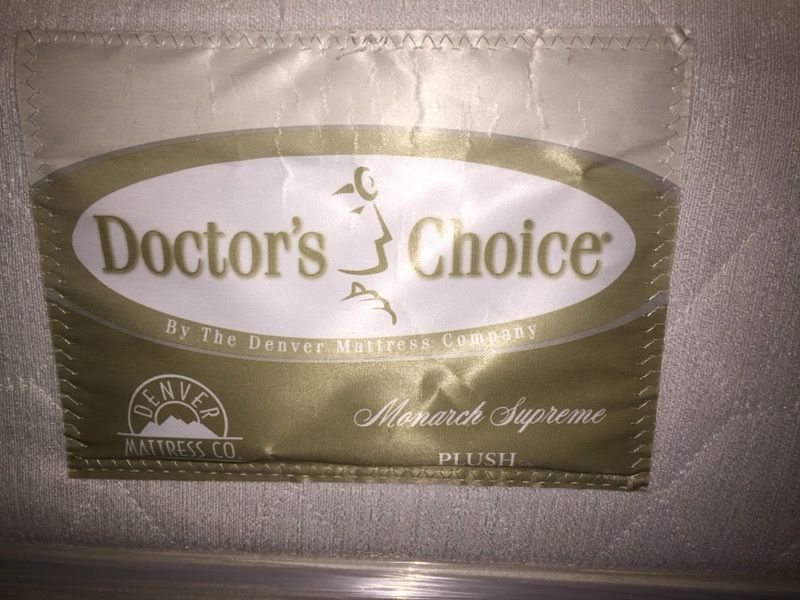 Doctor's Choice®
By The Denver Mattress Company
DENVER
MATTRESS CO.
Monarch Supreme
PLUSH